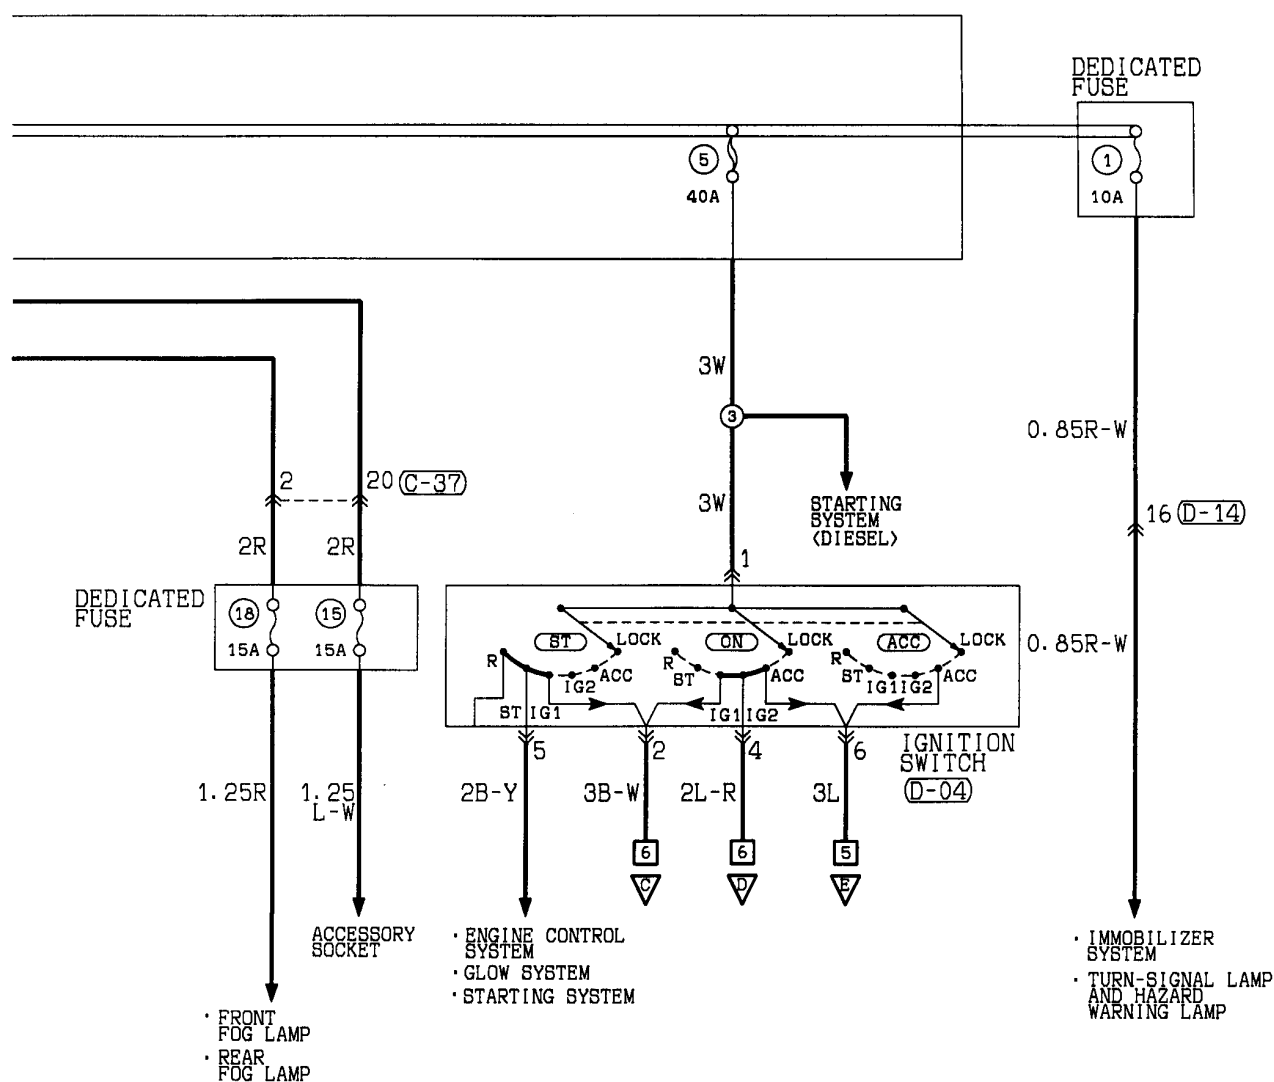 DEDICATED
FUSE
5
40A
1
10A
3W
3
0.85R-W
2
20 C-37
3W
STARTING
SYSTEM
<DIESEL>
16 D-14
2R
2R
1
DEDICATED
FUSE
18
15A
15
15A
ST
LOCK
R
IG2
ACC
ST IG1
ON
LOCK
R
ST
ACC
IG1 IG2
ACC
LOCK
R
ST
IG1 IG2
ACC
0.85R-W
5
2
4
6
IGNITION
SWITCH
D-04
1.25R
1.25
L-W
2B-Y
3B-W
2L-R
3L
6
6
5
C
D
E
ACCESSORY
SOCKET
· ENGINE CONTROL
SYSTEM
· GLOW SYSTEM
· STARTING SYSTEM
· IMMOBILIZER
SYSTEM
· TURN-SIGNAL LAMP
AND HAZARD
WARNING LAMP
· FRONT
FOG LAMP
· REAR
FOG LAMP